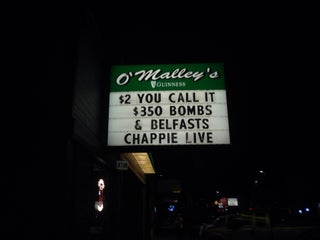 O'Malley's
GUINNESS
$2 YOU CALL IT
$350 BOMBS
& BELFASTS
CHAPPIE LIVE